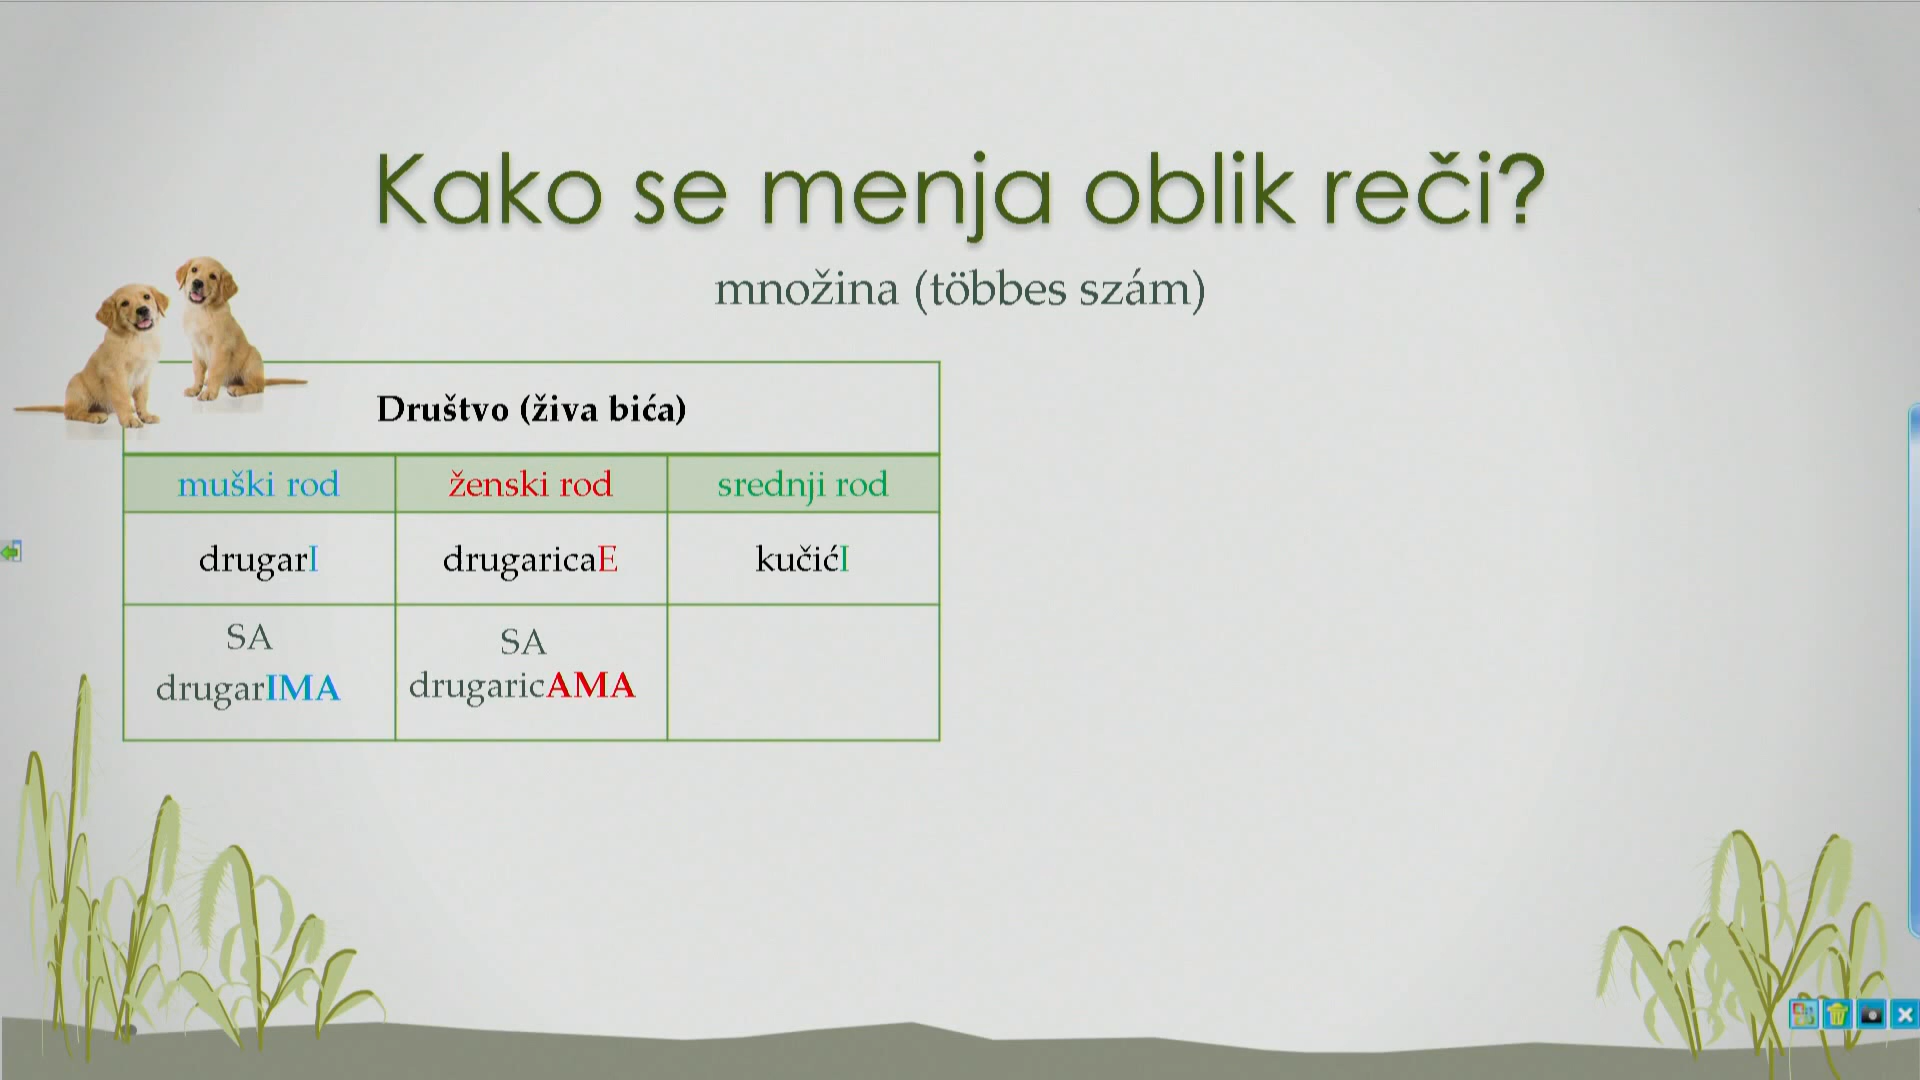 Kako se menja oblik reči?
množina (többes szám)
Društvo (živa bića)
muški rod
ženski rod
srednji rod
drugarI
drugaricaE
kučićI
SA
drugarIMA
SA
drugaricAMA